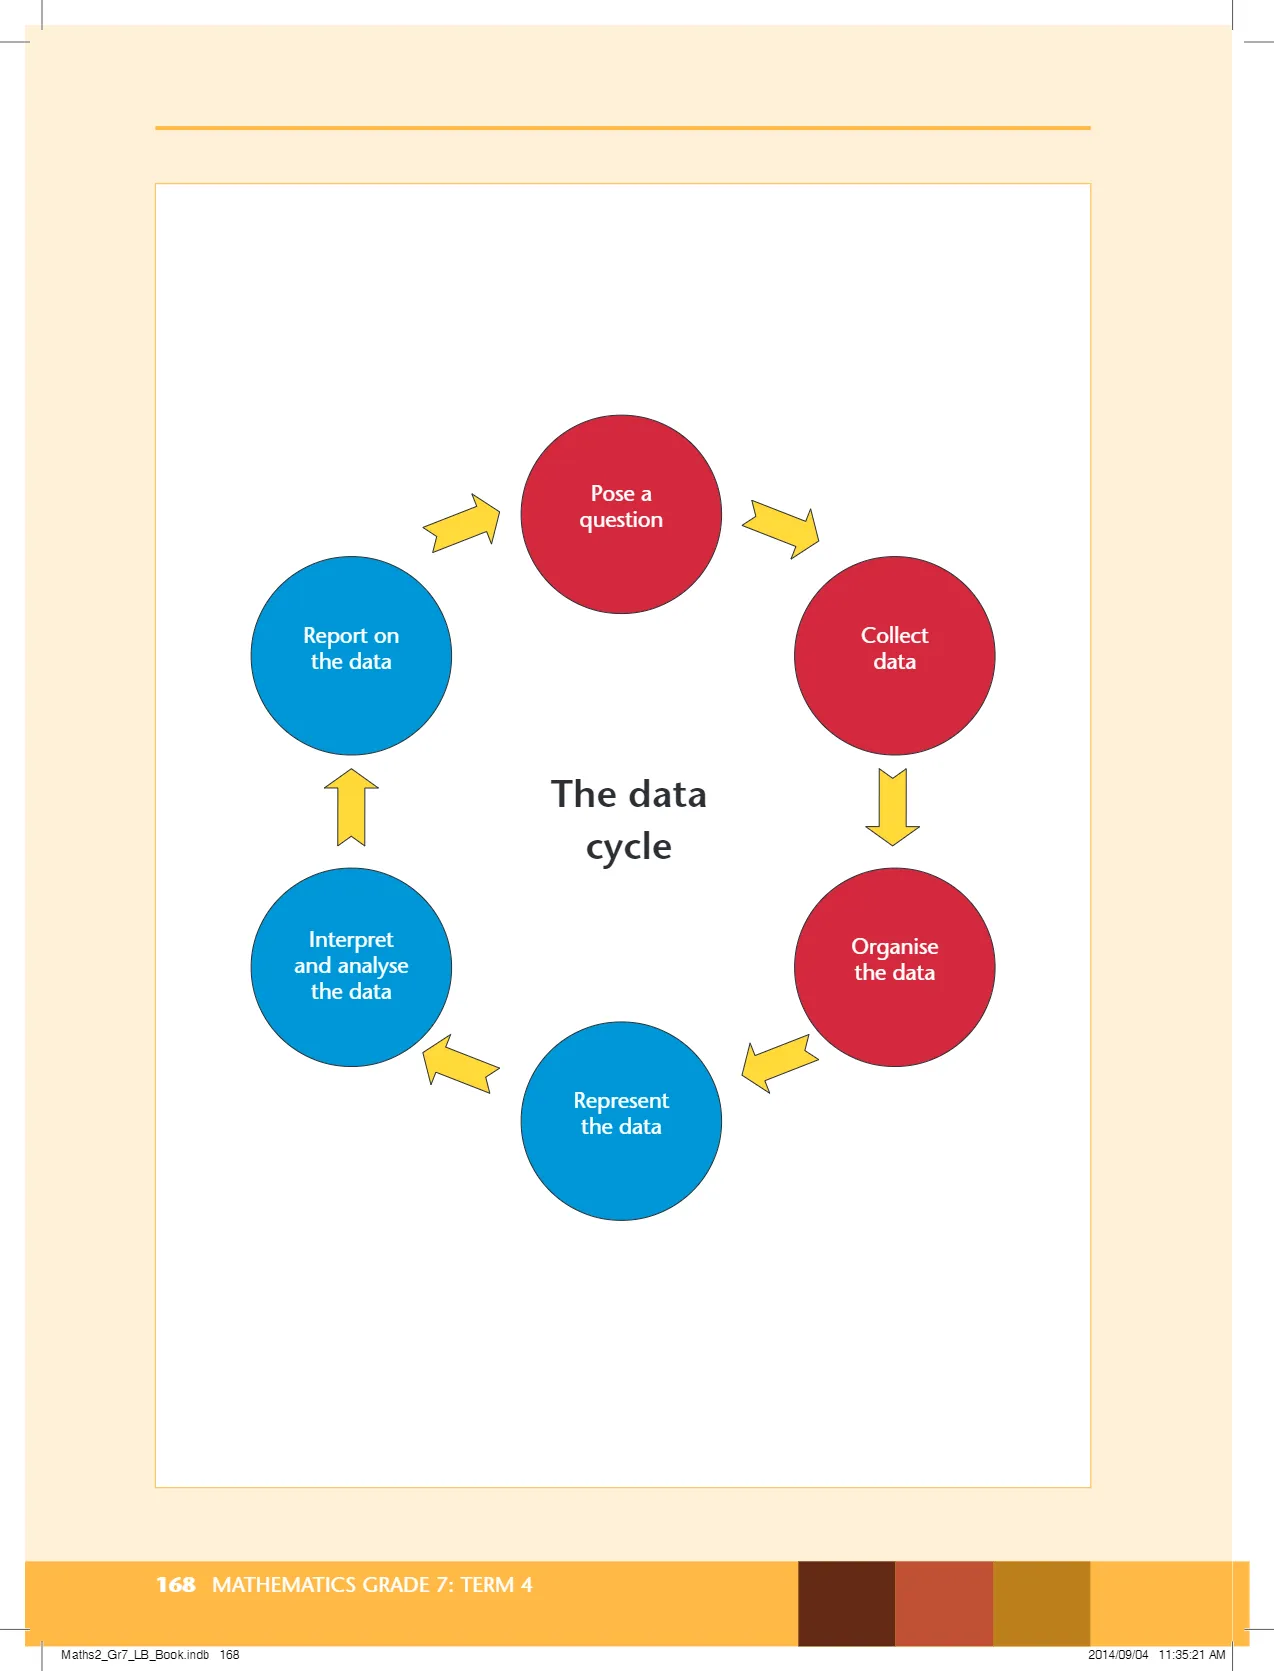 Pose a
question
Collect
data
Organise
the data
Represent
the data
Interpret
and analyse
the data
Report on
the data
The data
cycle
168 MATHEMATICS GRADE 7: TERM 4
Maths2_Gr7_LB_Book.indb 168
2014/09/04 11:35:21 AM